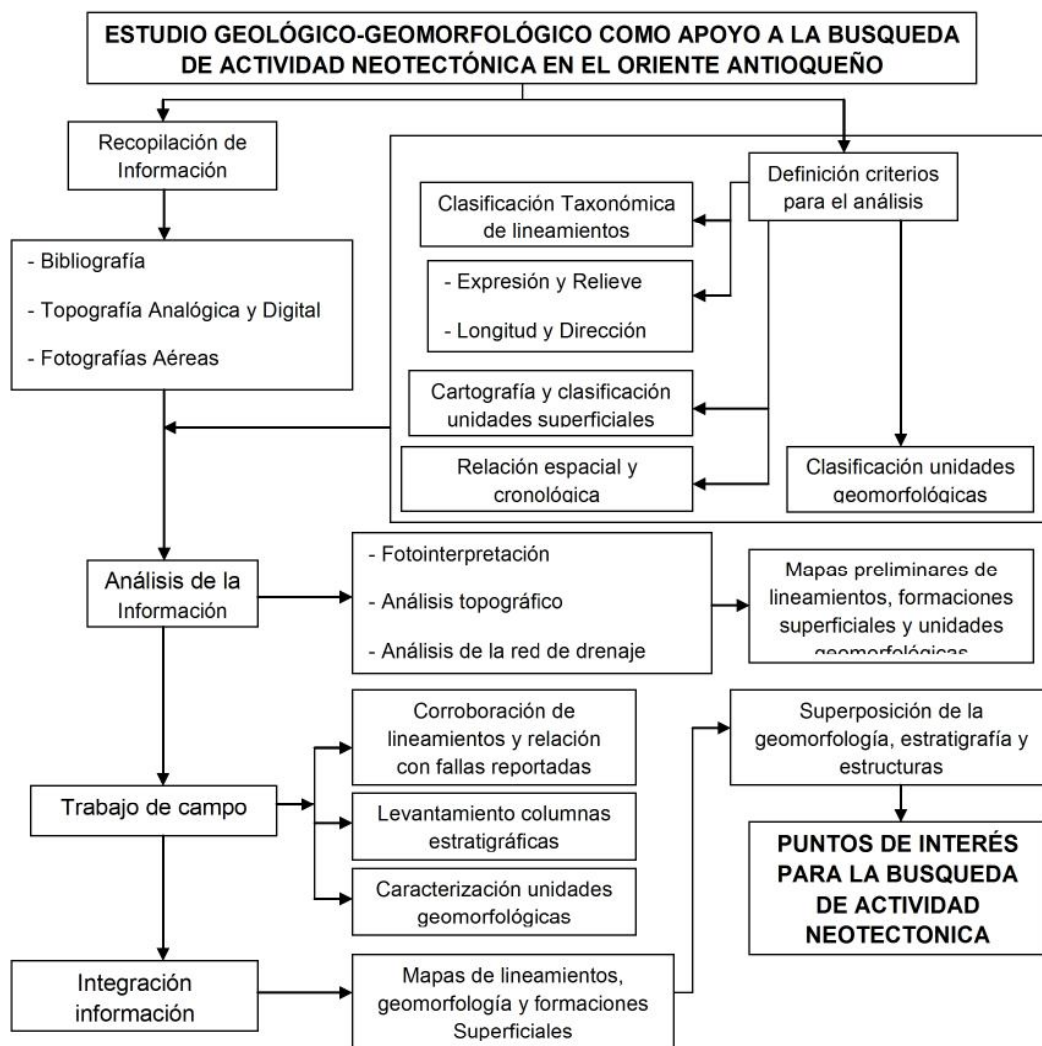 ESTUDIO GEOLÓGICO-GEOMORFOLÓGICO COMO APOYO A LA BUSQUEDA
DE ACTIVIDAD NEOTECTÓNICA EN EL ORIENTE ANTIOQUEÑO
Recopilación de
Información
- Bibliografía
- Topografía Analógica y Digital
- Fotografías Aéreas
Definición criterios
para el análisis
Clasificación Taxonómica
de lineamientos
- Expresión y Relieve
- Longitud y Dirección
Cartografía y clasificación
unidades superficiales
Relación espacial y
cronológica
Clasificación unidades
geomorfológicas
Análisis de la
Información
- Fotointerpretación
- Análisis topográfico
- Análisis de la red de drenaje
Mapas preliminares de
lineamientos, formaciones
superficiales y unidades
geomorfológicas
Trabajo de campo
Corroboración de
lineamientos y relación
con fallas reportadas
Levantamiento columnas
estratigráficas
Caracterización unidades
geomorfológicas
Integración
información
Mapas de lineamientos,
geomorfología y formaciones
Superficiales
Superposición de la
geomorfología, estratigrafía y
estructuras
PUNTOS DE INTERÉS
PARA LA BUSQUEDA
DE ACTIVIDAD
NEOTECTONICA